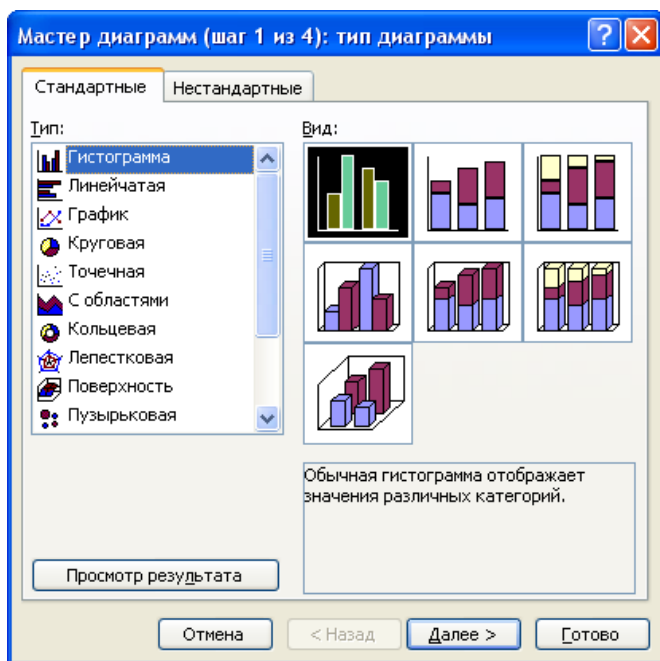 Мастер диаграмм (шаг 1 из 4): тип диаграммы
Стандартные
Нестандартные
Тип:
Гистограмма
Линейчатая
График
Круговая
Точечная
С областями
Кольцевая
Лепестковая
Поверхность
Пузырьковая
Вид:
Обычная гистограмма отображает
значения различных категорий.
Просмотр результата
Отмена
< Назад
Далее >
Готово